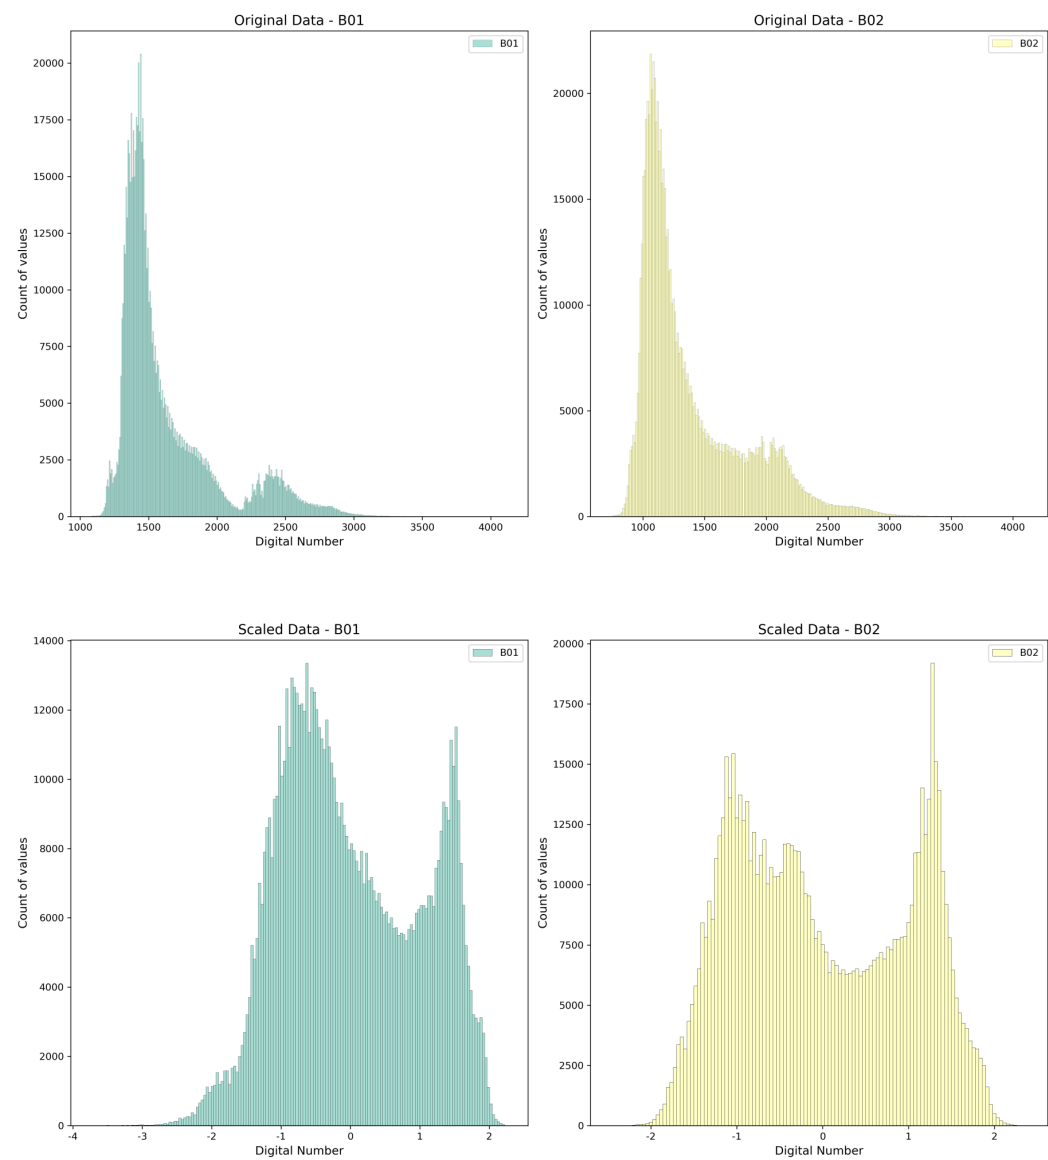 Original Data - B01
B01
20000
17500
15000
12500
10000
7500
5000
2500
0
Count of values
1000 1500 2000 2500 3000 3500 4000
Digital Number
Original Data - B02
B02
20000
15000
10000
5000
0
Count of values
1000 1500 2000 2500 3000 3500 4000
Digital Number
Scaled Data - B01
B01
14000
12000
10000
8000
6000
4000
2000
0
Count of values
-4 -3 -2 -1 0 1 2
Digital Number
Scaled Data - B02
B02
20000
17500
15000
12500
10000
7500
5000
2500
0
Count of values
-2 -1 0 1 2
Digital Number